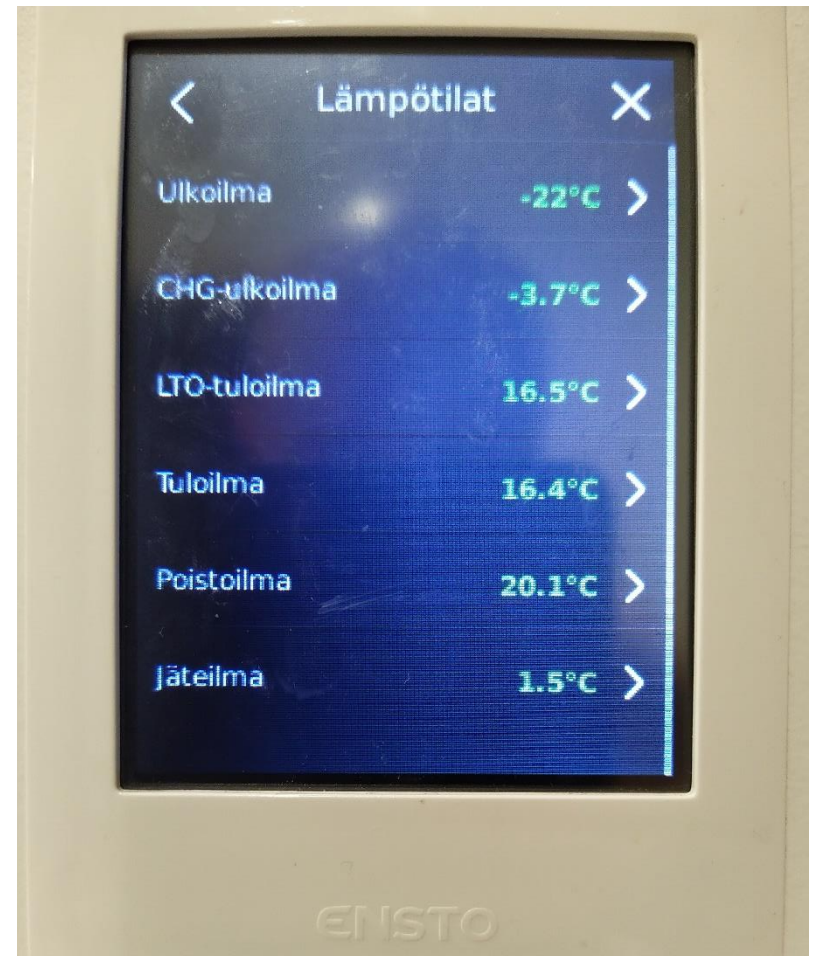 Lämpötilat
Ulkoilma -22°C
CHG-ulkoilma -3.7°C
LTO-tuloilma 16.5°C
Tuloilma 16.4°C
Poistoilma 20.1°C
Jäteilma 1.5°C
ENSTO